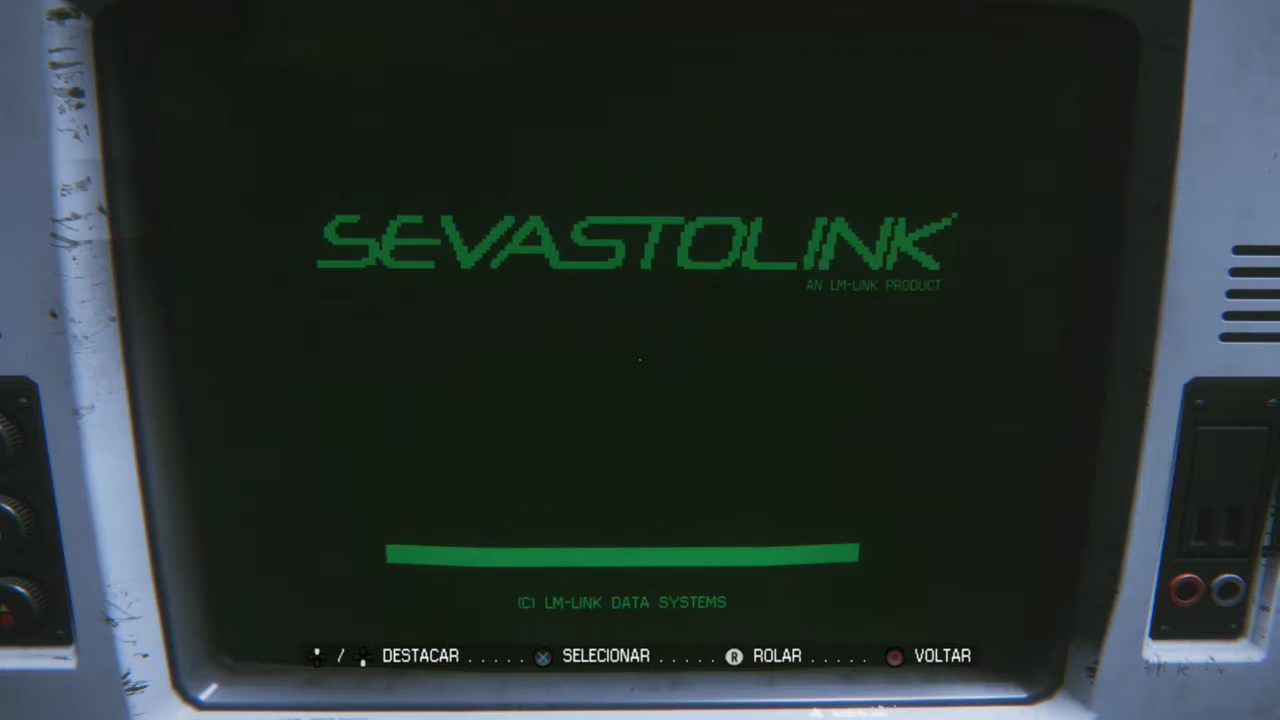 SEVASTOLINK
AN LM-LINK PRODUCT
(C) LM-LINK DATA SYSTEMS
/ DESTACAR . . . . . . SELECIONAR . . . . . . R ROLAR . . . . . . VOLTAR